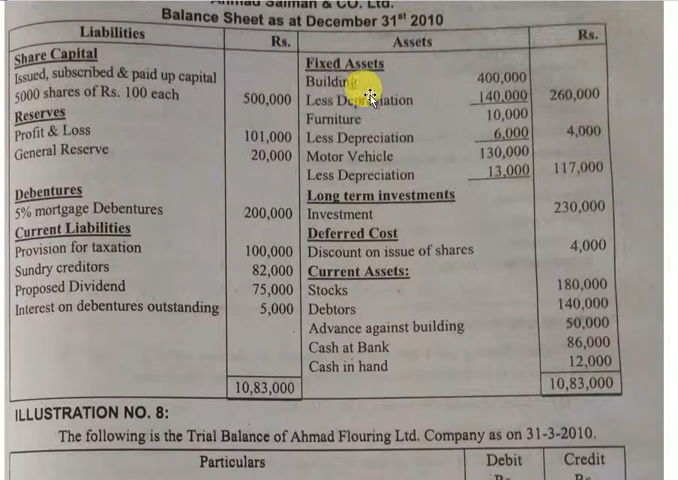 Salman & CO. Ltd.
Balance Sheet as at December 31st 2010
Liabilities Rs. Assets Rs.
Share Capital Fixed Assets
Issued, subscribed & paid up capital Building 400,000
5000 shares of Rs. 100 each 500,000 Less Depreciation 140,000 260,000
Reserves Furniture 10,000
Profit & Loss 101,000 Less Depreciation 6,000 4,000
General Reserve 20,000 Motor Vehicle 130,000
Less Depreciation 13,000 117,000
Debentures Long term investments
5% mortgage Debentures 200,000 Investment 230,000
Current Liabilities Deferred Cost
Provision for taxation 100,000 Discount on issue of shares 4,000
Sundry creditors 82,000 Current Assets:
Proposed Dividend 75,000 Stocks 180,000
Interest on debentures outstanding 5,000 Debtors 140,000
Advance against building 50,000
Cash at Bank 86,000
Cash in hand 12,000
10,83,000 10,83,000
ILLUSTRATION NO. 8:
The following is the Trial Balance of Ahmad Flouring Ltd. Company as on 31-3-2010.
Particulars Debit Credit